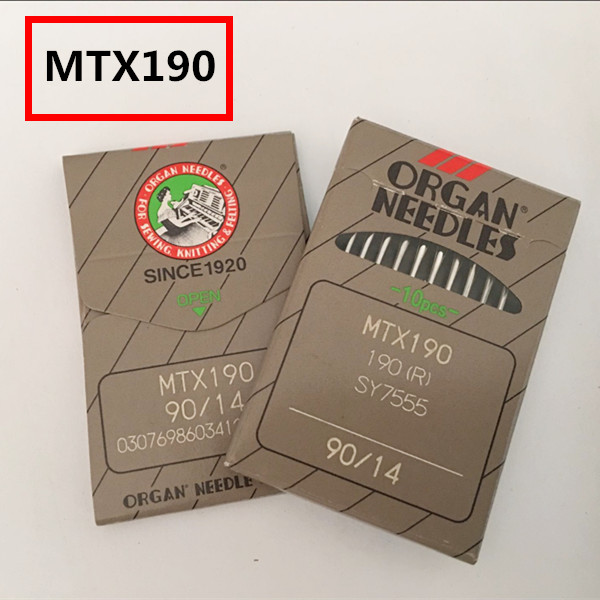 MTX190
ORGAN NEEDLES
FOR SEWING, KNITTING & FELTING
®
SINCE1920
OPEN
MTX190
90/14
ORGAN® NEEDLE
ORGAN®
NEEDLES
-10pcs-
MTX190
190 (R)
SY7555
90/14